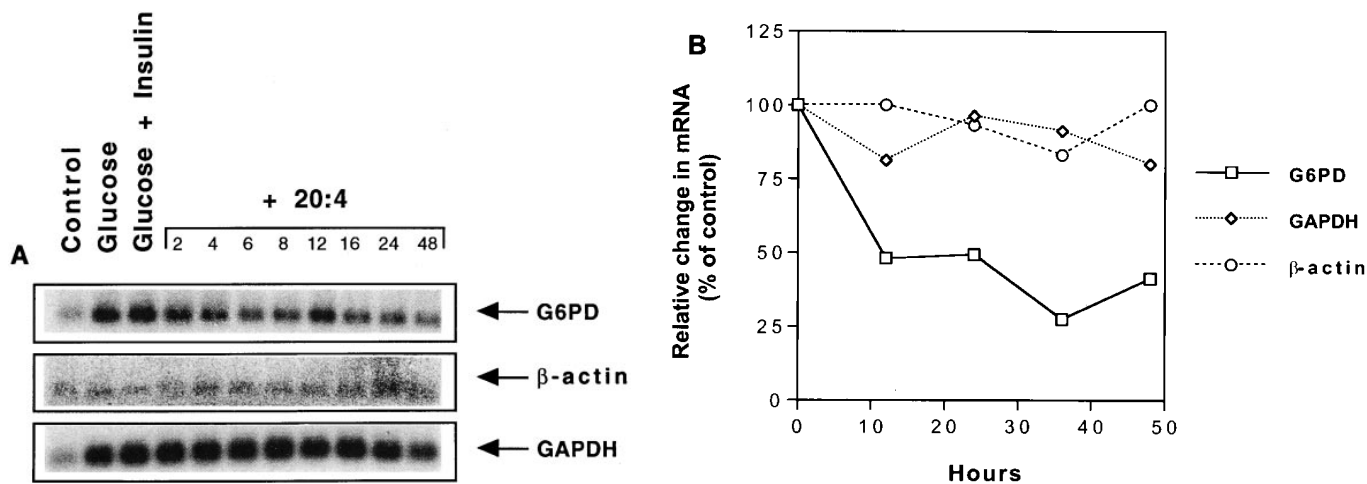 A
Control
Glucose
Glucose + Insulin
+ 20:4
2 4 6 8 12 16 24 48
G6PD
β-actin
GAPDH
B
Relative change in mRNA
(% of control)
125
100
75
50
25
0
0 10 20 30 40 50
Hours
G6PD
GAPDH
β-actin